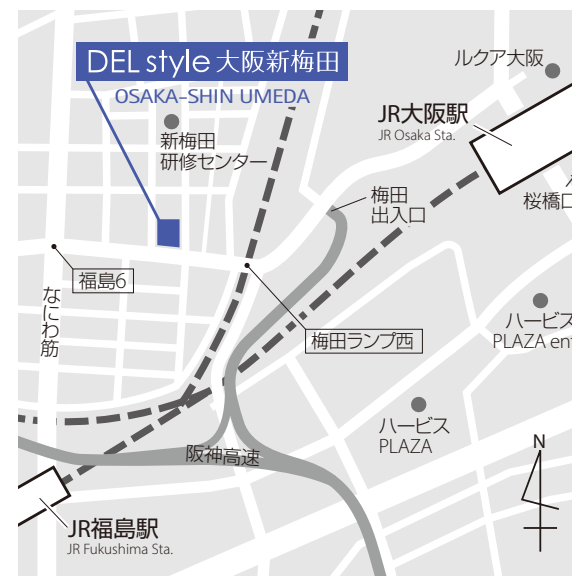 DEL style 大阪新梅田
OSAKA-SHIN UMEDA
ルクア大阪
JR大阪駅
JR Osaka Sta.
新梅田
研修センター
梅田
出入口
桜橋口
福島6
なにわ筋
梅田ランプ西
ハービス
PLAZA ent
ハービス
PLAZA
阪神高速
N
JR福島駅
JR Fukushima Sta.